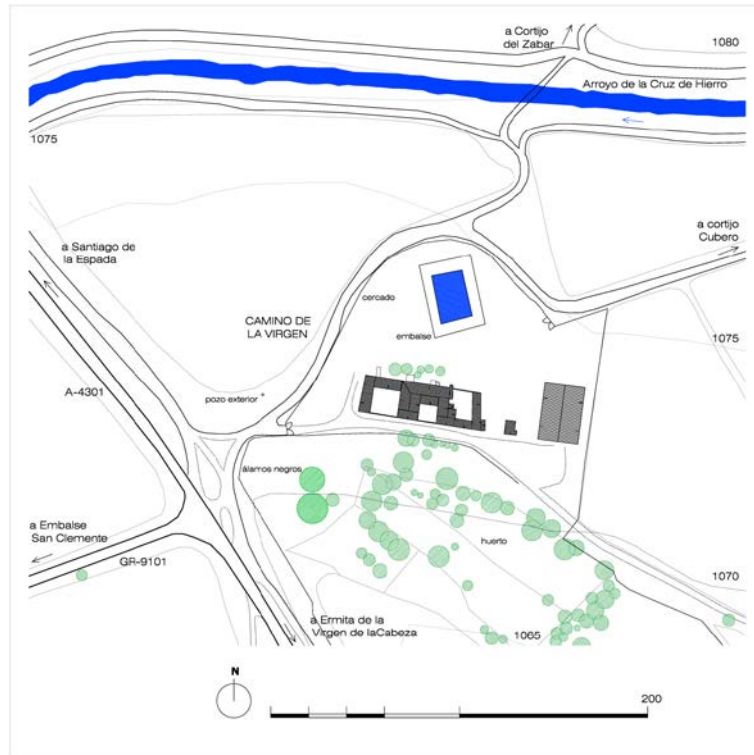 a Cortijo
del Zabar
1080
Arroyo de la Cruz de Hierro
1075
a cortijo
Cubero
a Santiago de
la Espada
cercado
CAMINO DE
LA VIRGEN
embalse
1075
A-4301
pozo exterior
álamos negros
a Embalse
San Clemente
huerto
GR-9101
1070
a Ermita de la
Virgen de laCabeza
1065
N
200